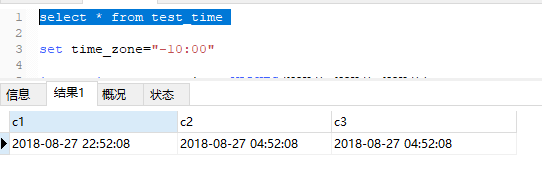 1 select * from test_time
2
3 set time_zone="-10:00"
4
信息 结果1 概况 状态
c1 c2 c3
2018-08-27 22:52:08 2018-08-27 04:52:08 2018-08-27 04:52:08